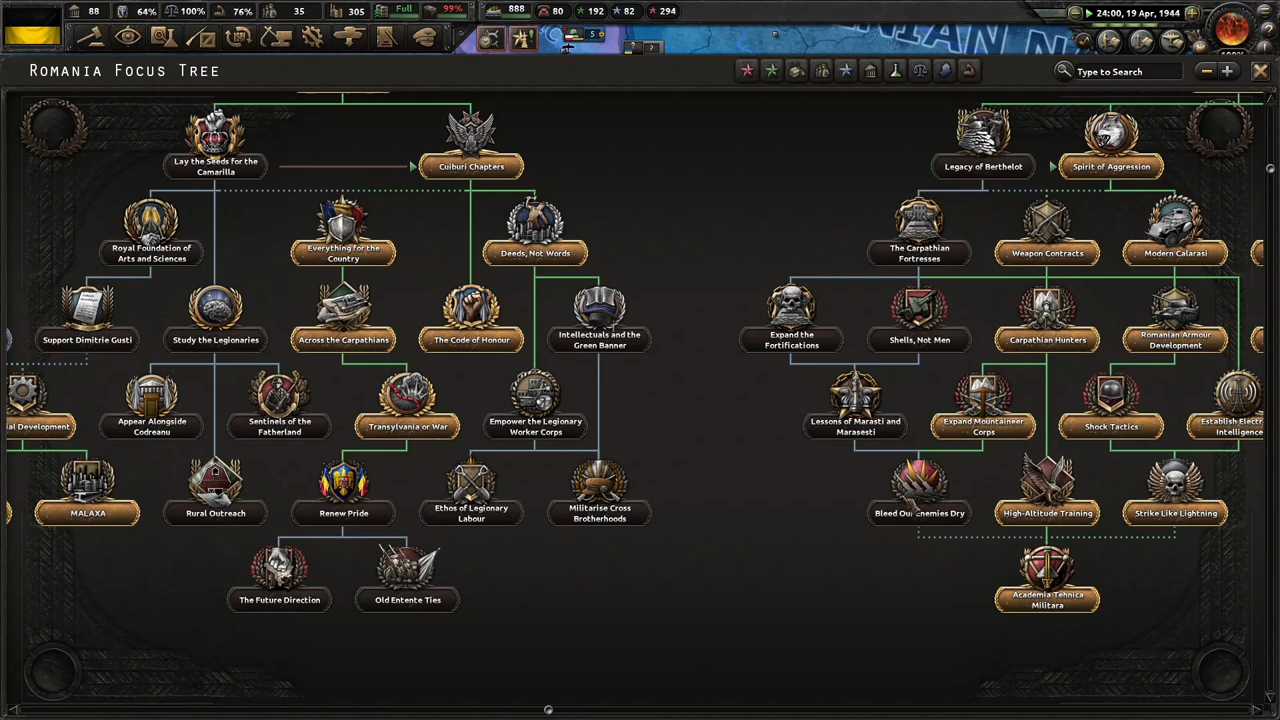 88
64%
100%
76%
35
305
Full
99%
888
80
192
82
294
24:00, 19 Apr, 1944
5
?
?
Romania Focus Tree
Type to Search
Lay the Seeds for the
Camarilla
Cuiburi Chapters
Legacy of Berthelot
Spirit of Aggression
Royal Foundation of
Arts and Sciences
Everything for the
Country
Deeds, Not Words
The Carpathian
Fortresses
Weapon Contracts
Modern Calarasi
Support Dimitrie Gusti
Study the Legionaries
Across the Carpathians
The Code of Honour
Intellectuals and the
Green Banner
Expand the
Fortifications
Shells, Not Men
Carpathian Hunters
Romanian Armour
Development
ial Development
Appear Alongside
Codreanu
Sentinels of the
Fatherland
Transylvania or War
Empower the Legionary
Worker Corps
Lessons of Marasti and
Marasesti
Expand Mountaineer
Corps
Shock Tactics
Establish Electr
Intelligence
MALAXA
Rural Outreach
Renew Pride
Ethos of Legionary
Labour
Militarise Cross
Brotherhoods
Bleed Our Enemies Dry
High-Altitude Training
Strike Like Lightning
The Future Direction
Old Entente Ties
Academia Tehnica
Militara